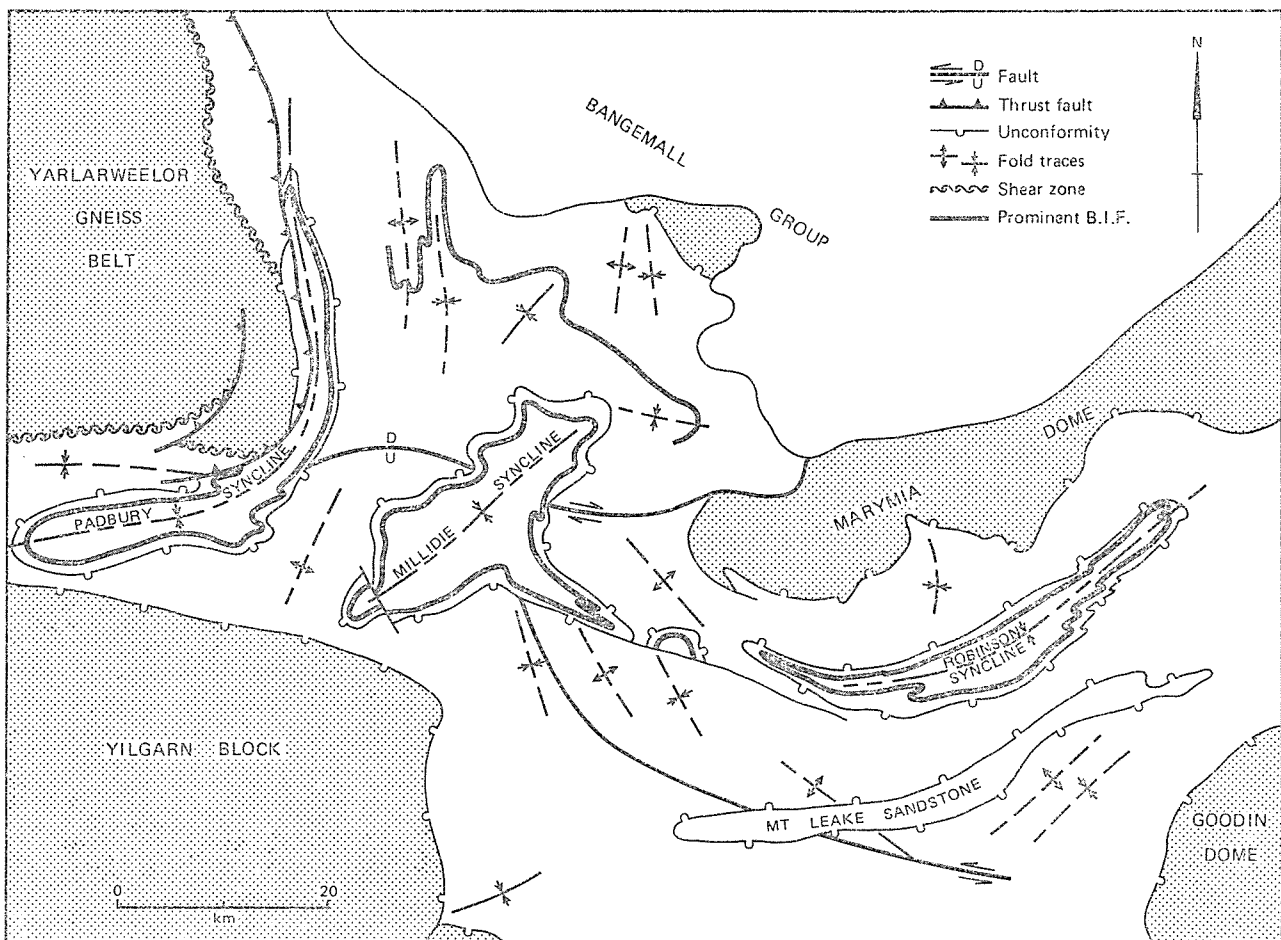 N
D
U
Fault
Thrust fault
Unconformity
Fold traces
Shear zone
Prominent B.I.F.
BANGEMALL
GROUP
YARLARWEELOR
GNEISS
BELT
DOME
MARYMIA
D
U
SYNCLINE
PADBURY
SYNCLINE
MILLIDIE
ROBINSON
SYNCLINE
YILGARN BLOCK
MT LEAKE SANDSTONE
GOODIN
DOME
0 20
km